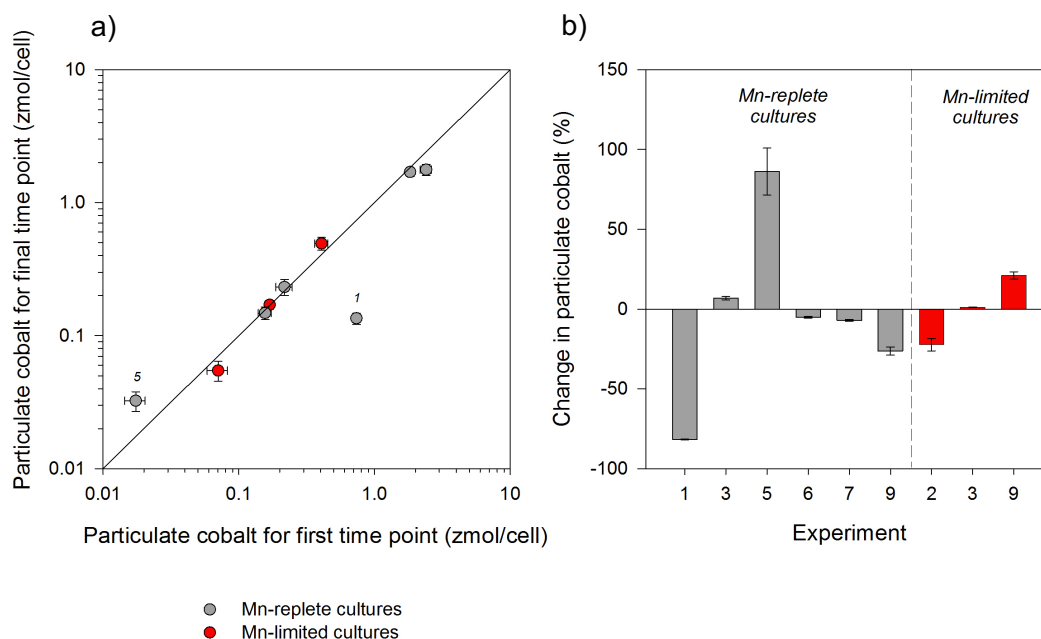 a)
Particulate cobalt for final time point (zmol/cell)
10
1.0
0.1
0.01
1
5
0.01
0.1
1.0
10
Particulate cobalt for first time point (zmol/cell)
b)
Change in particulate cobalt (%)
150
100
50
0
-50
-100
Mn-replete
cultures
Mn-limited
cultures
1 3 5 6 7 9 2 3 9
Experiment
Mn-replete cultures
Mn-limited cultures